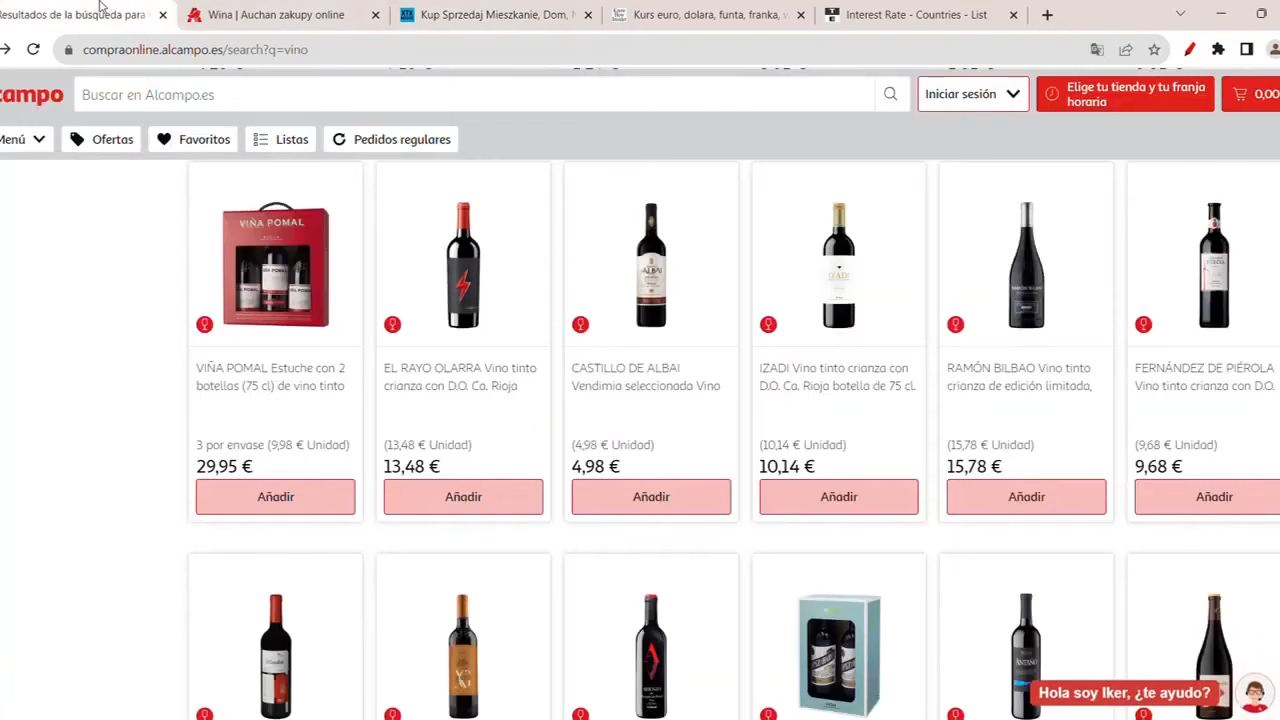 Resultados de la búsqueda para
Wina | Auchan zakupy online
Kup Sprzedaj Mieszkanie, Dom,
Kurs euro, dolara, funta, franka,
Interest Rate - Countries - List
compraonline.alcampo.es/search?q=vino
campo
Buscar en Alcampo.es
Iniciar sesión
Elige tu tienda y tu franja
horaria
0,00
Menú
Ofertas
Favoritos
Listas
Pedidos regulares
VIÑA POMAL
ALBAI
IZADI
RAMÓN BILBAO
VIÑA POMAL Estuche con 2
botellas (75 cl) de vino tinto
3 por envase (9,98 € Unidad)
29,95 €
Añadir
EL RAYO OLARRA Vino tinto
crianza con D.O. Ca. Rioja
(13,48 € Unidad)
13,48 €
Añadir
CASTILLO DE ALBAI
Vendimia seleccionada Vino
(4,98 € Unidad)
4,98 €
Añadir
IZADI Vino tinto crianza con
D.O. Ca. Rioja botella de 75 cl.
(10,14 € Unidad)
10,14 €
Añadir
RAMÓN BILBAO Vino tinto
crianza de edición limitada,
(15,78 € Unidad)
15,78 €
Añadir
FERNÁNDEZ DE PIÉROLA
Vino tinto crianza con D.O.
(9,68 € Unidad)
9,68 €
Añadir
ANTAÑO
Hola soy Iker, ¿te ayudo?